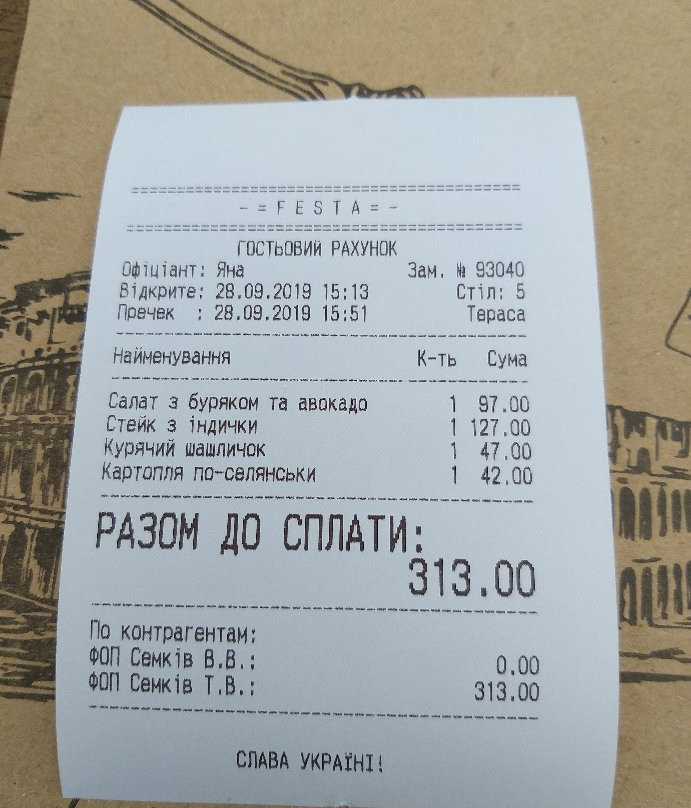 -=FESTA=-
ГОСТЬОВИЙ РАХУНОК
Офіціант: Яна Зам. № 93040
Відкрите: 28.09.2019 15:13 Стіл: 5
Пречек : 28.09.2019 15:51 Тераса
Найменування К-ть Сума
Салат з буряком та авокадо 1 97.00
Стейк з індички 1 127.00
Курячий шашличок 1 47.00
Картопля по-селянськи 1 42.00
РАЗОМ ДО СПЛАТИ:
313.00
По контрагентам:
ФОП Семків В.В.: 0.00
ФОП Семків Т.В.: 313.00
СЛАВА УКРАЇНІ!